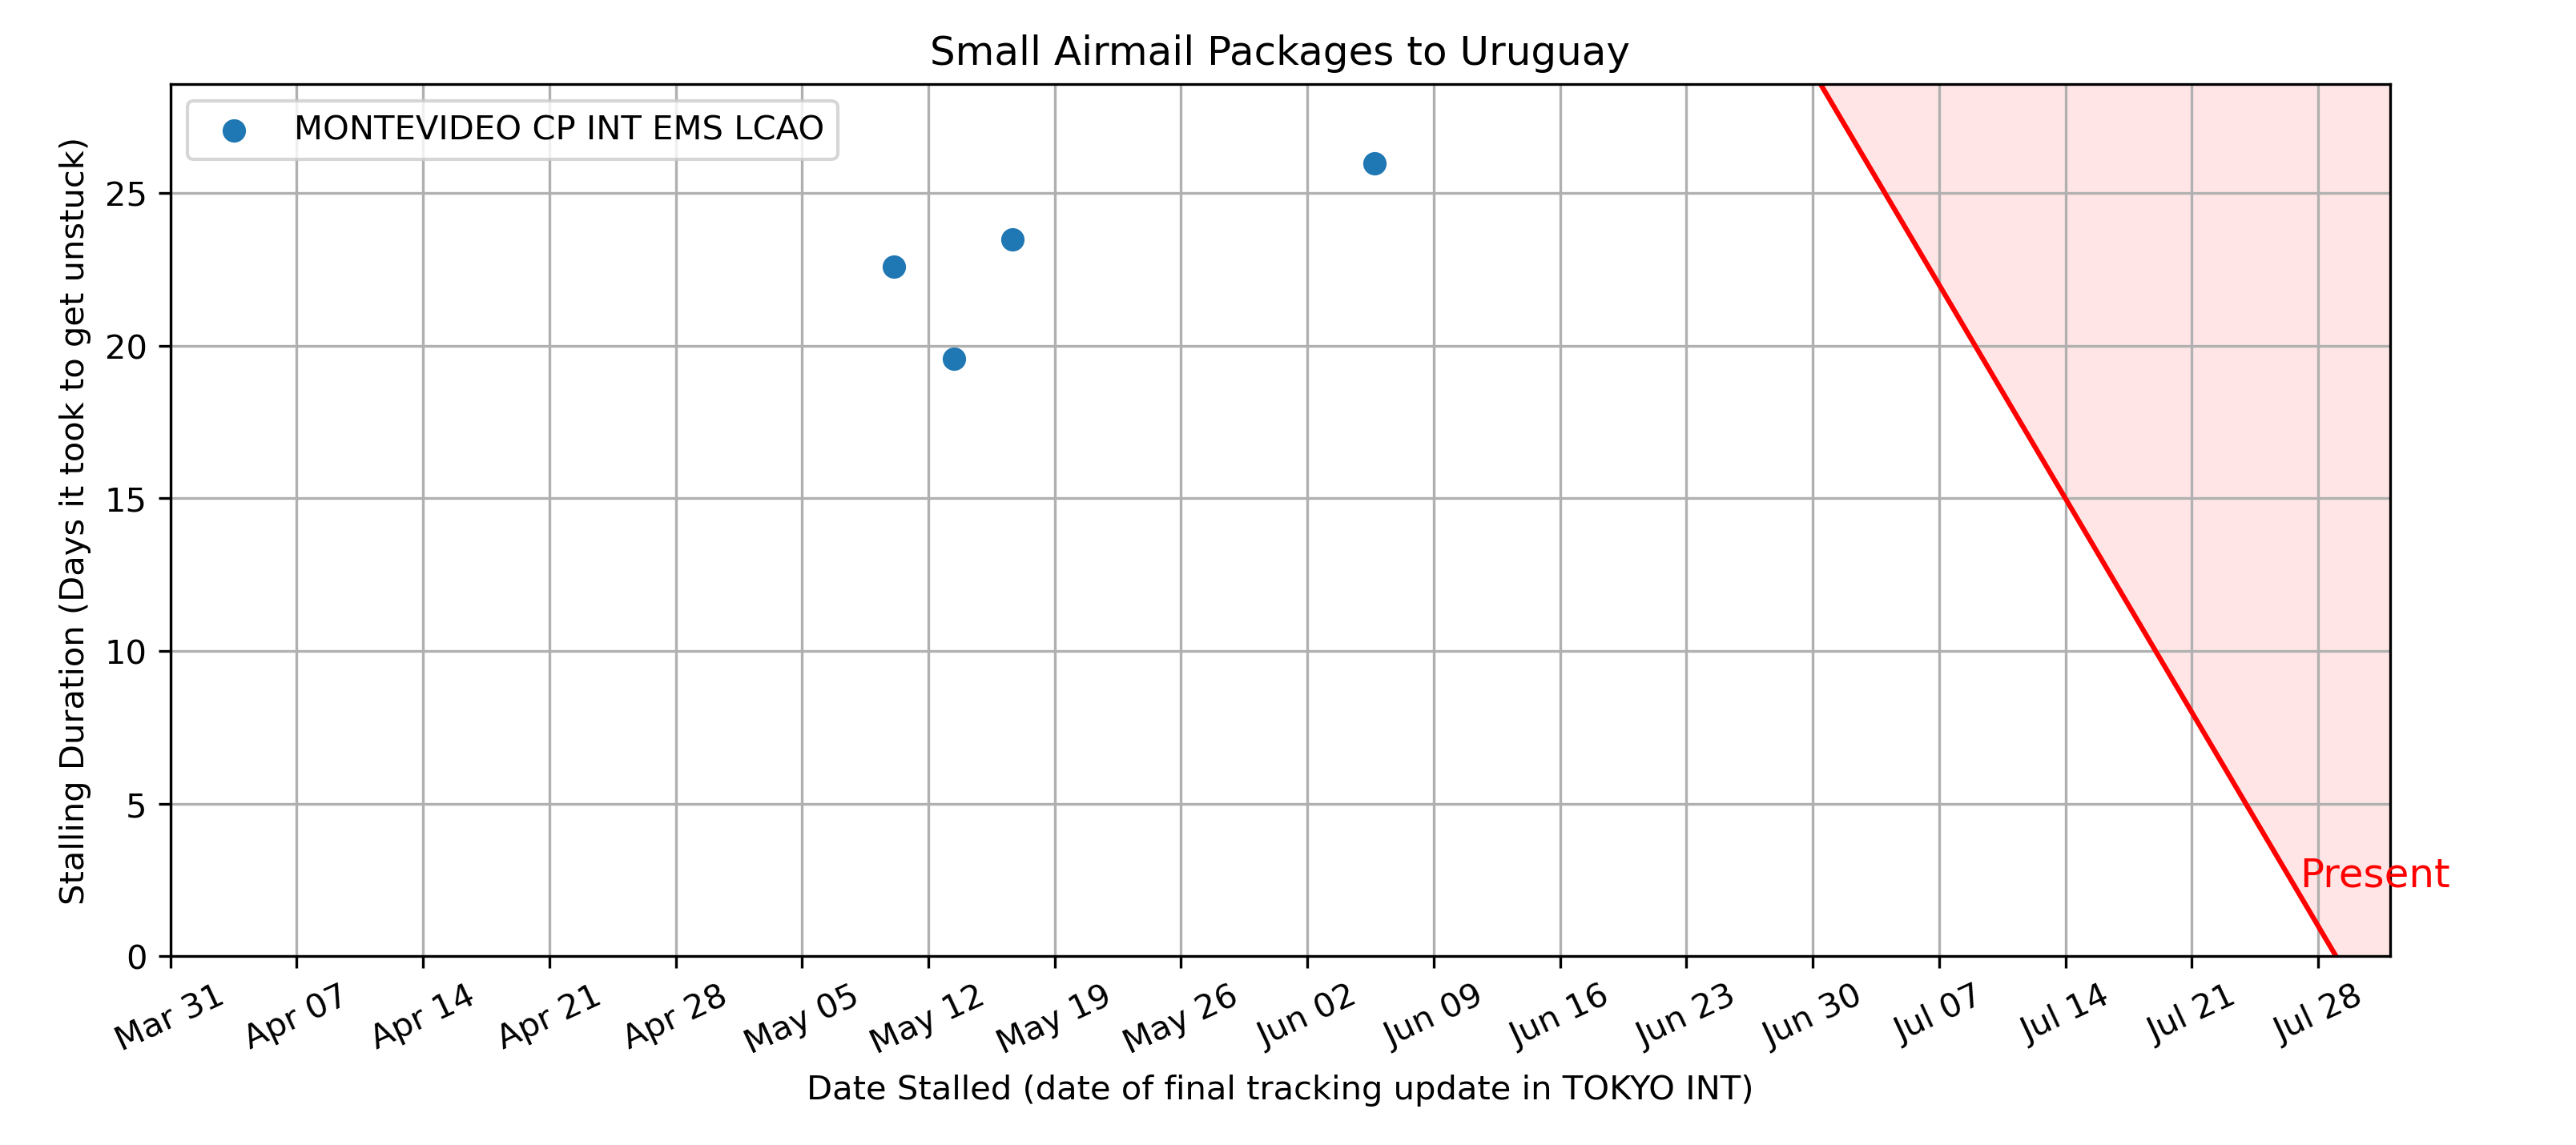 Small Airmail Packages to Uruguay
MONTEVIDEO CP INT EMS LCAO
Stalling Duration (Days it took to get unstuck)
25
20
15
10
5
0
Present
Mar 31
Apr 07
Apr 14
Apr 21
Apr 28
May 05
May 12
May 19
May 26
Jun 02
Jun 09
Jun 16
Jun 23
Jun 30
Jul 07
Jul 14
Jul 21
Jul 28
Date Stalled (date of final tracking update in TOKYO INT)